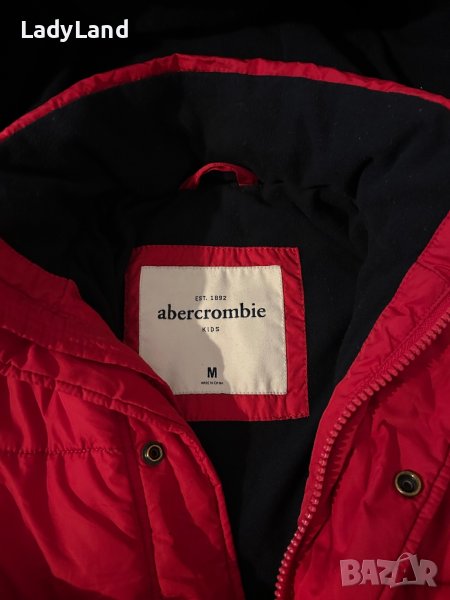 LadyLand
EST. 1892
abercrombie
KIDS
M
MADE IN CHINA
BAZAR